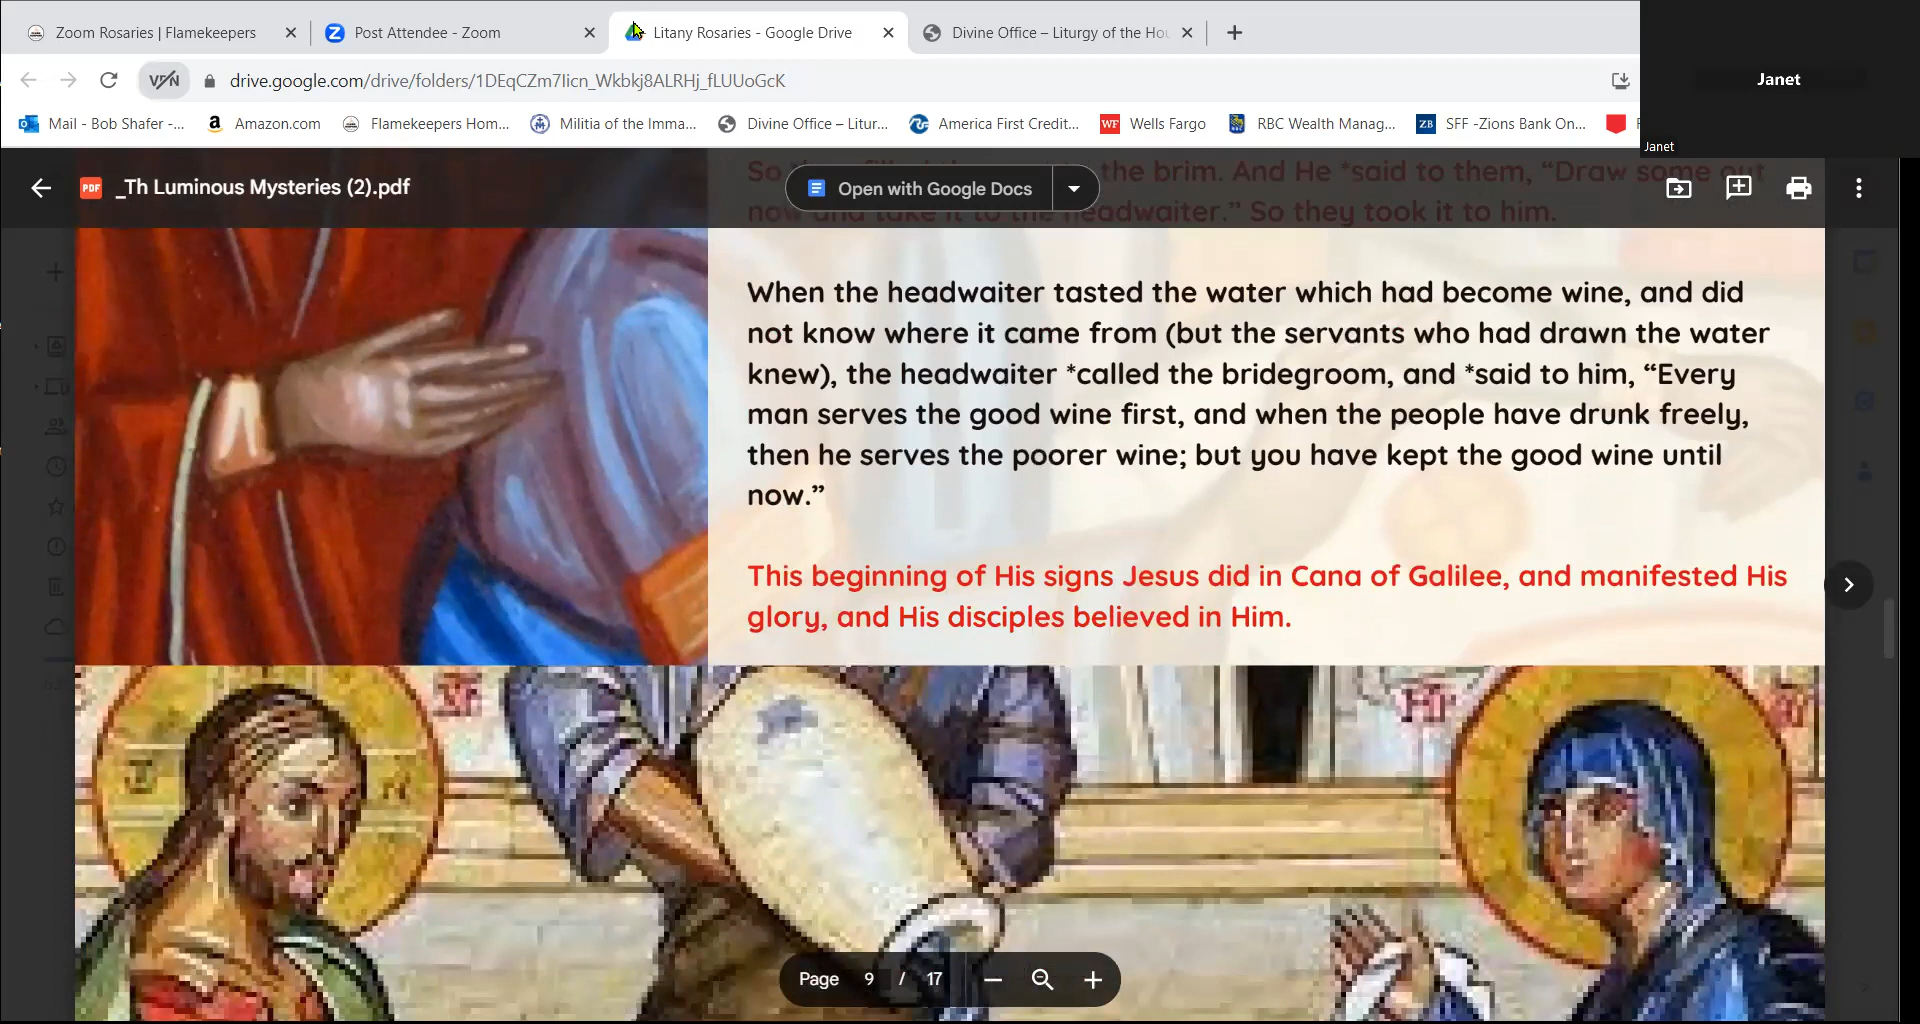 Zoom Rosaries | Flamekeepers
Post Attendee - Zoom
Litany Rosaries - Google Drive
Divine Office – Liturgy of the Hou
Janet
VPN
drive.google.com/drive/folders/1DEqCZm7Iicn_Wkbkj8ALRHj_fLUUoGcK
Mail - Bob Shafer -...
Amazon.com
Flamekeepers Hom...
Militia of the Imma...
Divine Office – Litur...
America First Credit...
WF Wells Fargo
RBC Wealth Manag...
ZB SFF -Zions Bank On...
Janet
PDF _Th Luminous Mysteries (2).pdf
Open with Google Docs
So the brim. And He *said to them, “Draw some out
now and take it to the headwaiter.” So they took it to him.
When the headwaiter tasted the water which had become wine, and did
not know where it came from (but the servants who had drawn the water
knew), the headwaiter *called the bridegroom, and *said to him, “Every
man serves the good wine first, and when the people have drunk freely,
then he serves the poorer wine; but you have kept the good wine until
now.”
This beginning of His signs Jesus did in Cana of Galilee, and manifested His
glory, and His disciples believed in Him.
Page 9 / 17